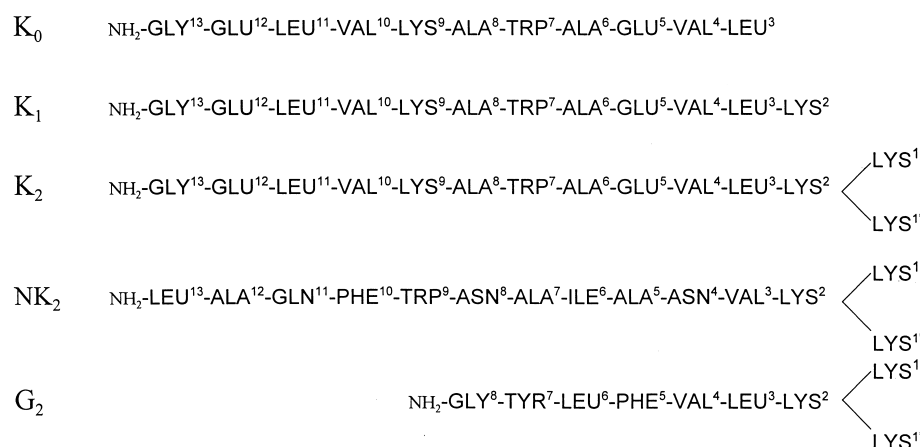 K₀ NH₂-GLY¹³-GLU¹²-LEU¹¹-VAL¹⁰-LYS⁹-ALA⁸-TRP⁷-ALA⁶-GLU⁵-VAL⁴-LEU³
K₁ NH₂-GLY¹³-GLU¹²-LEU¹¹-VAL¹⁰-LYS⁹-ALA⁸-TRP⁷-ALA⁶-GLU⁵-VAL⁴-LEU³-LYS²
LYS¹
K₂ NH₂-GLY¹³-GLU¹²-LEU¹¹-VAL¹⁰-LYS⁹-ALA⁸-TRP⁷-ALA⁶-GLU⁵-VAL⁴-LEU³-LYS²
LYS¹'
LYS¹
NK₂ NH₂-LEU¹³-ALA¹²-GLN¹¹-PHE¹⁰-TRP⁹-ASN⁸-ALA⁷-ILE⁶-ALA⁵-ASN⁴-VAL³-LYS²
LYS¹'
LYS¹
G₂ NH₂-GLY⁸-TYR⁷-LEU⁶-PHE⁵-VAL⁴-LEU³-LYS²
LYS¹'